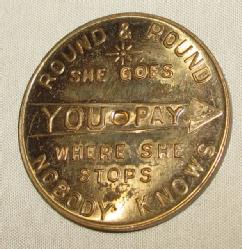 ROUND & ROUND
SHE GOES
YOU PAY
WHERE SHE
STOPS
NOBODY KNOWS